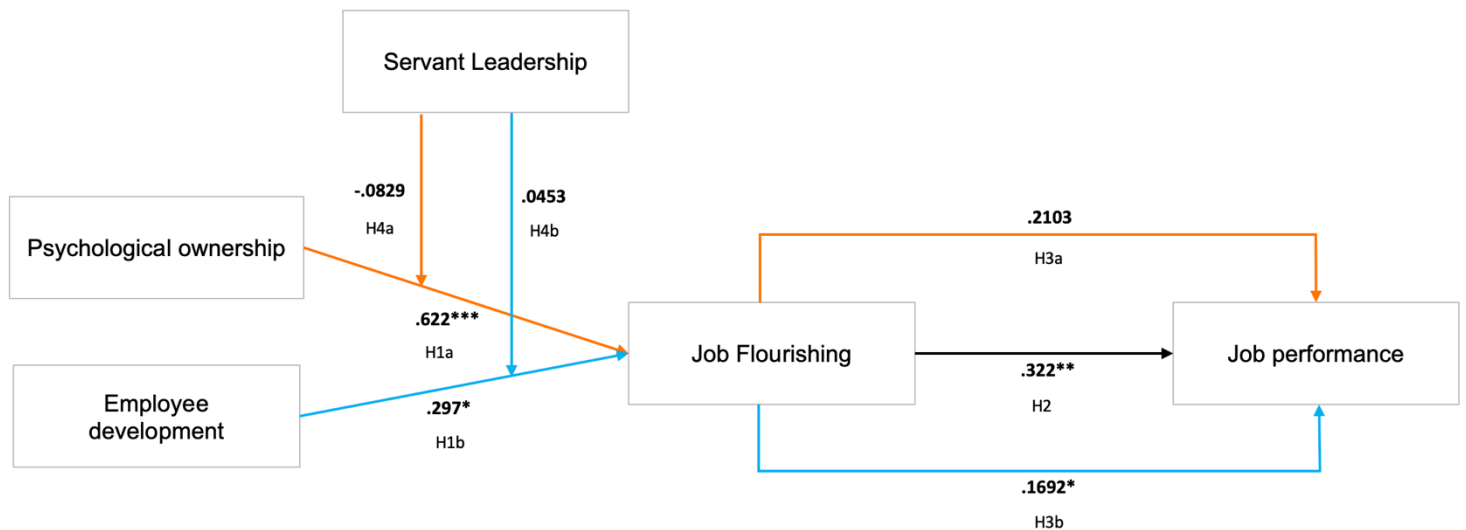 Servant Leadership
-.0829
H4a
.0453
H4b
Psychological ownership
.622***
H1a
Employee
development
.297*
H1b
Job Flourishing
.2103
H3a
.322**
H2
.1692*
H3b
Job performance